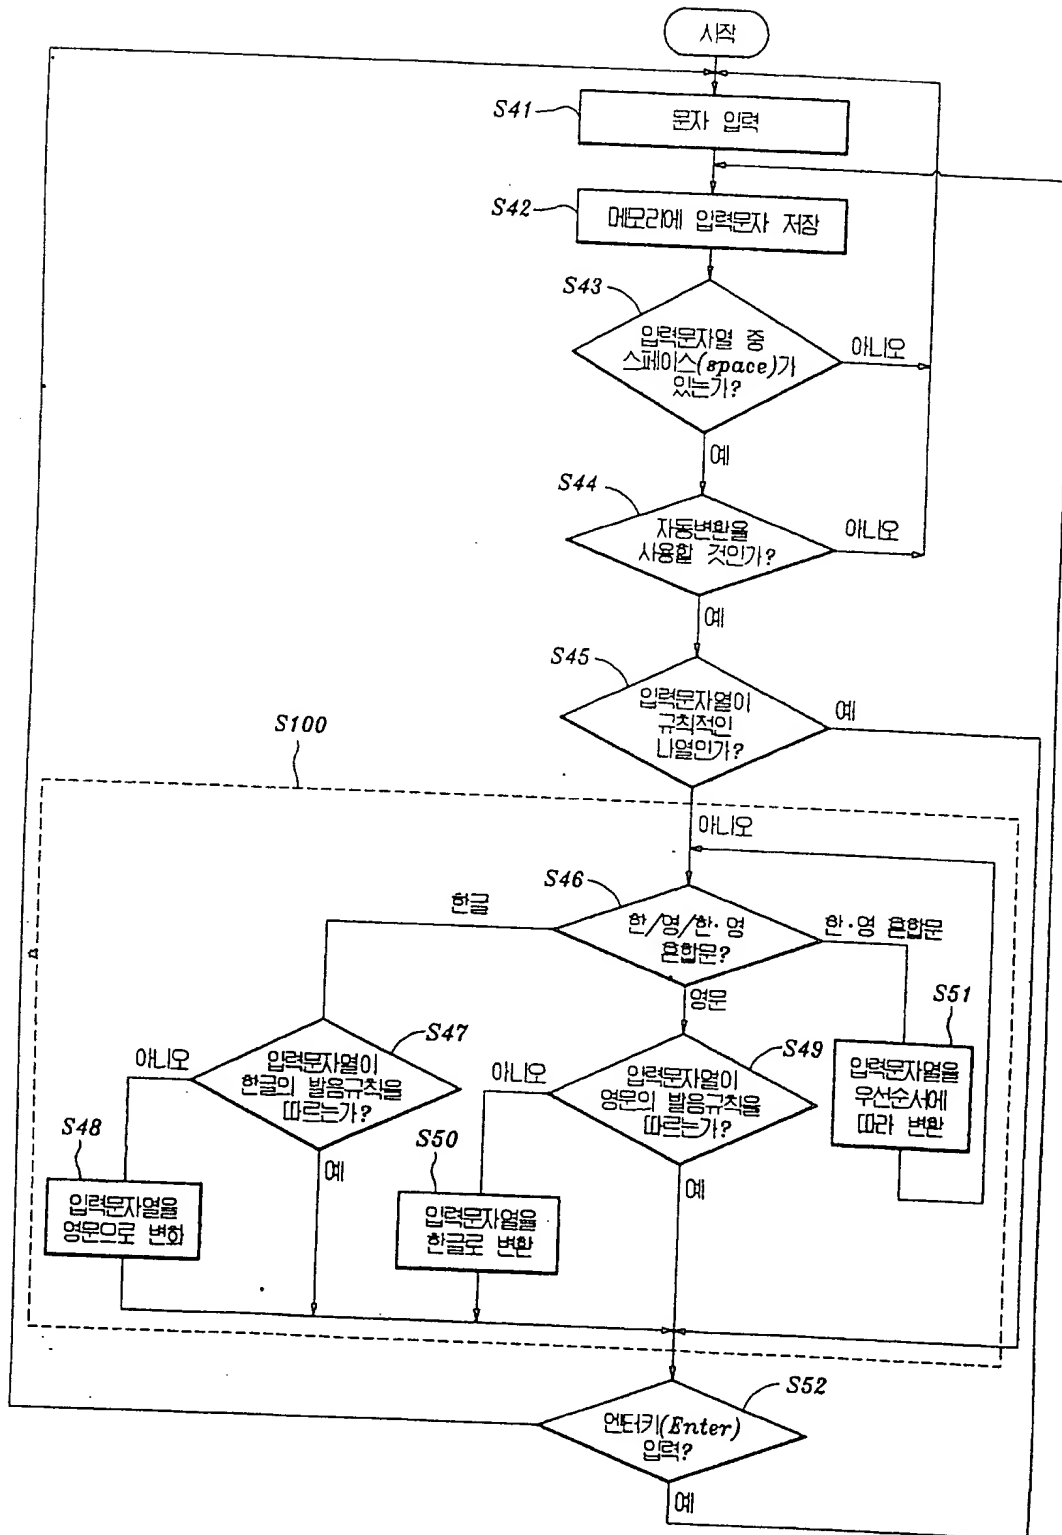 시작
S41
문자 입력
S42
메모리에 입력문자 저장
S43
입력문자열 중
스페이스(space)가
있는가?
아니오
예
S44
자동변환을
사용할 것인가?
아니오
예
S45
입력문자열이
규칙적인
나열인가?
예
S100
아니오
S46
한글
한/영/한·영
혼합문?
한·영 혼합문
영문
S51
S47
입력문자열이
한글의 발음규칙을
따르는가?
아니오
S49
입력문자열이
영문의 발음규칙을
따르는가?
아니오
입력문자열을
우선순서에
따라 변환
S48
예
S50
예
입력문자열을
영문으로 변화
입력문자열을
한글로 변환
S52
엔터키(Enter)
입력?
예